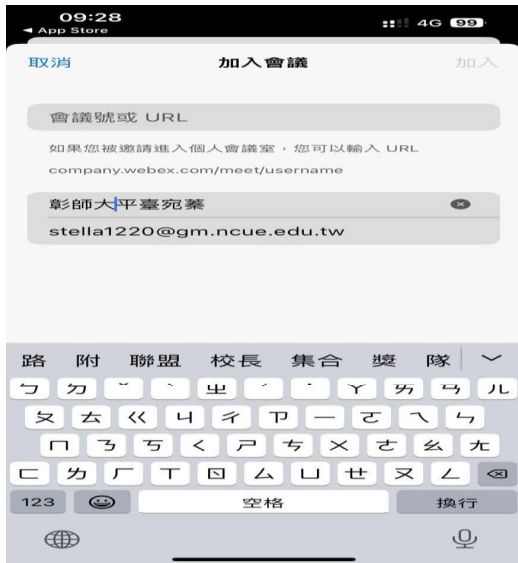 09:28
4G 99
◀ App Store
取消 加入會議 加入
會議號或 URL
如果您被邀請進入個人會議室，您可以輸入 URL
company.webex.com/meet/username
彰師大平臺宛蓁
stella1220@gm.ncue.edu.tw
路 附 聯盟 校長 集合 獎 隊
ㄅ ㄉ ˇ ˋ ㄓ ˊ ˙ ㄚ ㄞ ㄢ ㄦ
ㄆ ㄊ ㄍ ㄐ ㄔ ㄗ ㄧ ㄛ ㄟ ㄣ
ㄇ ㄋ ㄎ ㄑ ㄕ ㄘ ㄨ ㄜ ㄠ ㄤ
ㄈ ㄌ ㄏ ㄒ ㄖ ㄙ ㄩ ㄝ ㄡ ㄥ
123 空格 換行